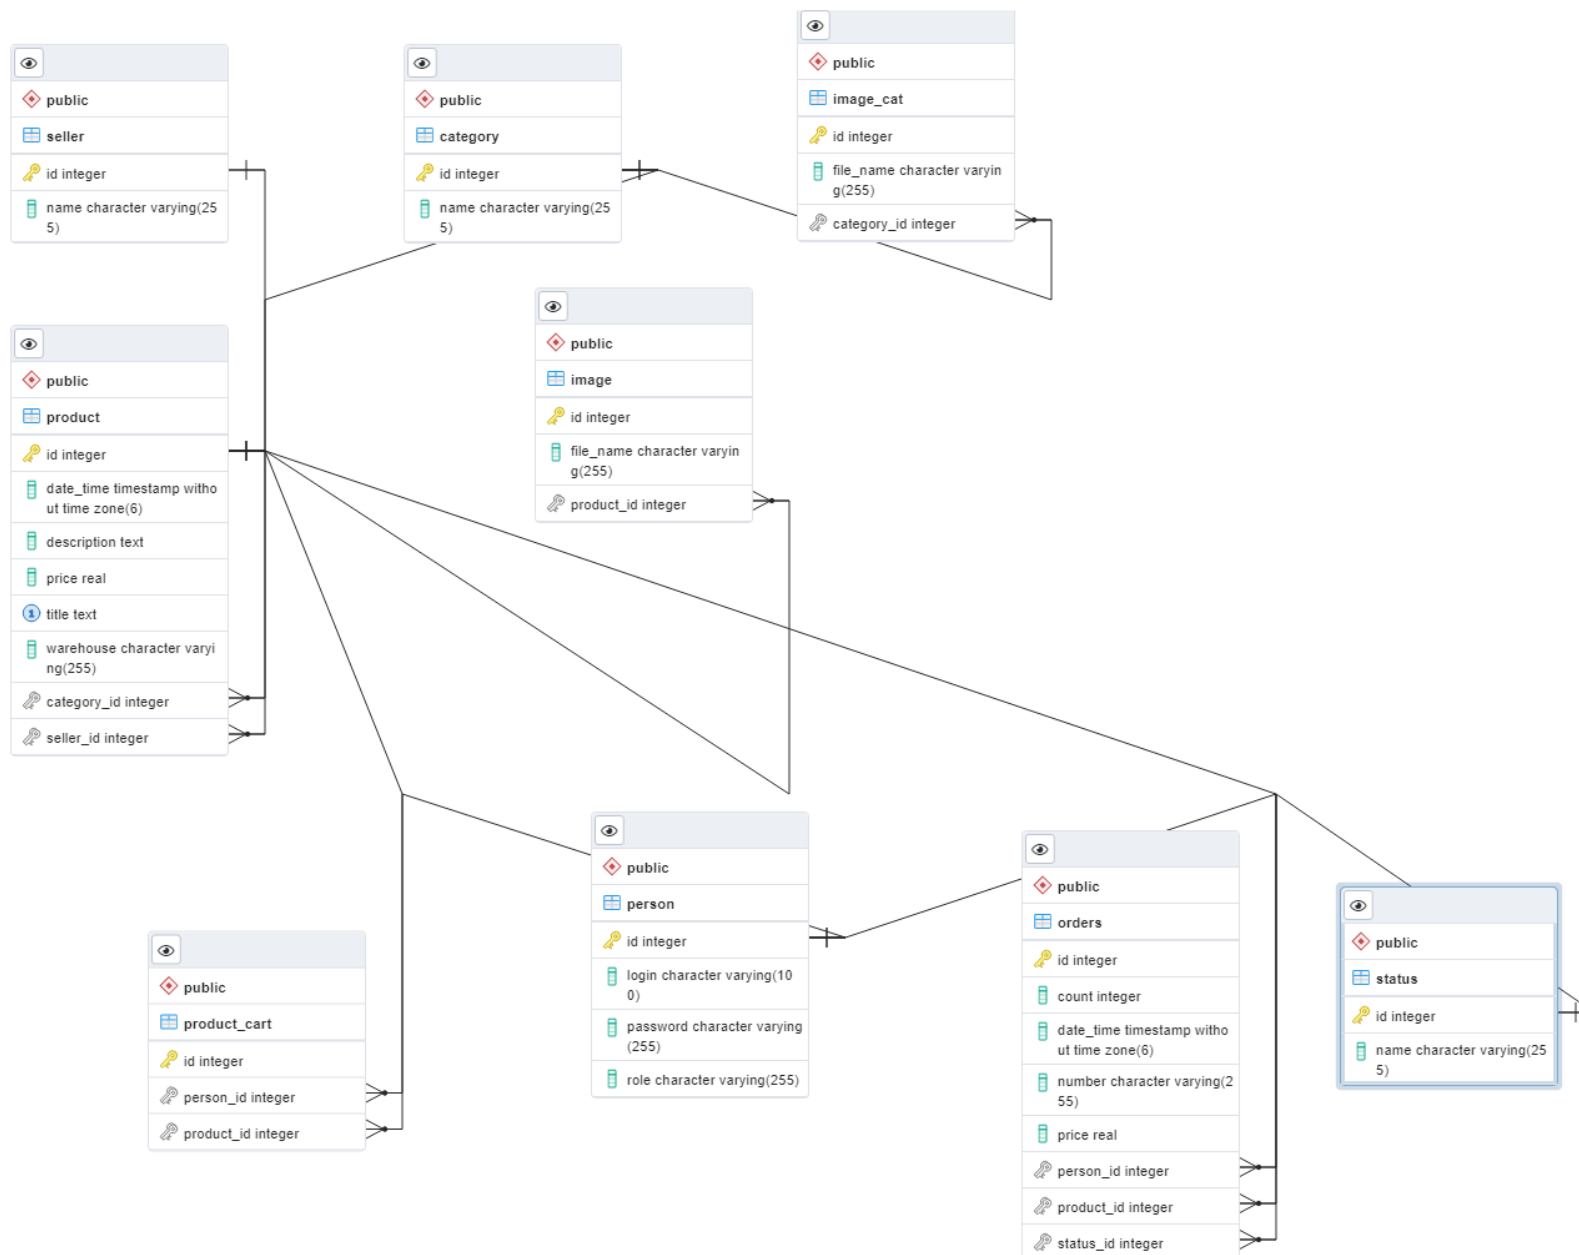 public
seller
id integer
name character varying(25
5)
public
category
id integer
name character varying(25
5)
public
image_cat
id integer
file_name character varyin
g(255)
category_id integer
public
product
id integer
date_time timestamp witho
ut time zone(6)
description text
price real
1
title text
warehouse character varyi
ng(255)
category_id integer
seller_id integer
public
image
id integer
file_name character varyin
g(255)
product_id integer
public
product_cart
id integer
person_id integer
product_id integer
public
person
id integer
login character varying(10
0)
password character varying
(255)
role character varying(255)
public
orders
id integer
count integer
date_time timestamp witho
ut time zone(6)
number character varying(2
55)
price real
person_id integer
product_id integer
status_id integer
public
status
id integer
name character varying(25
5)